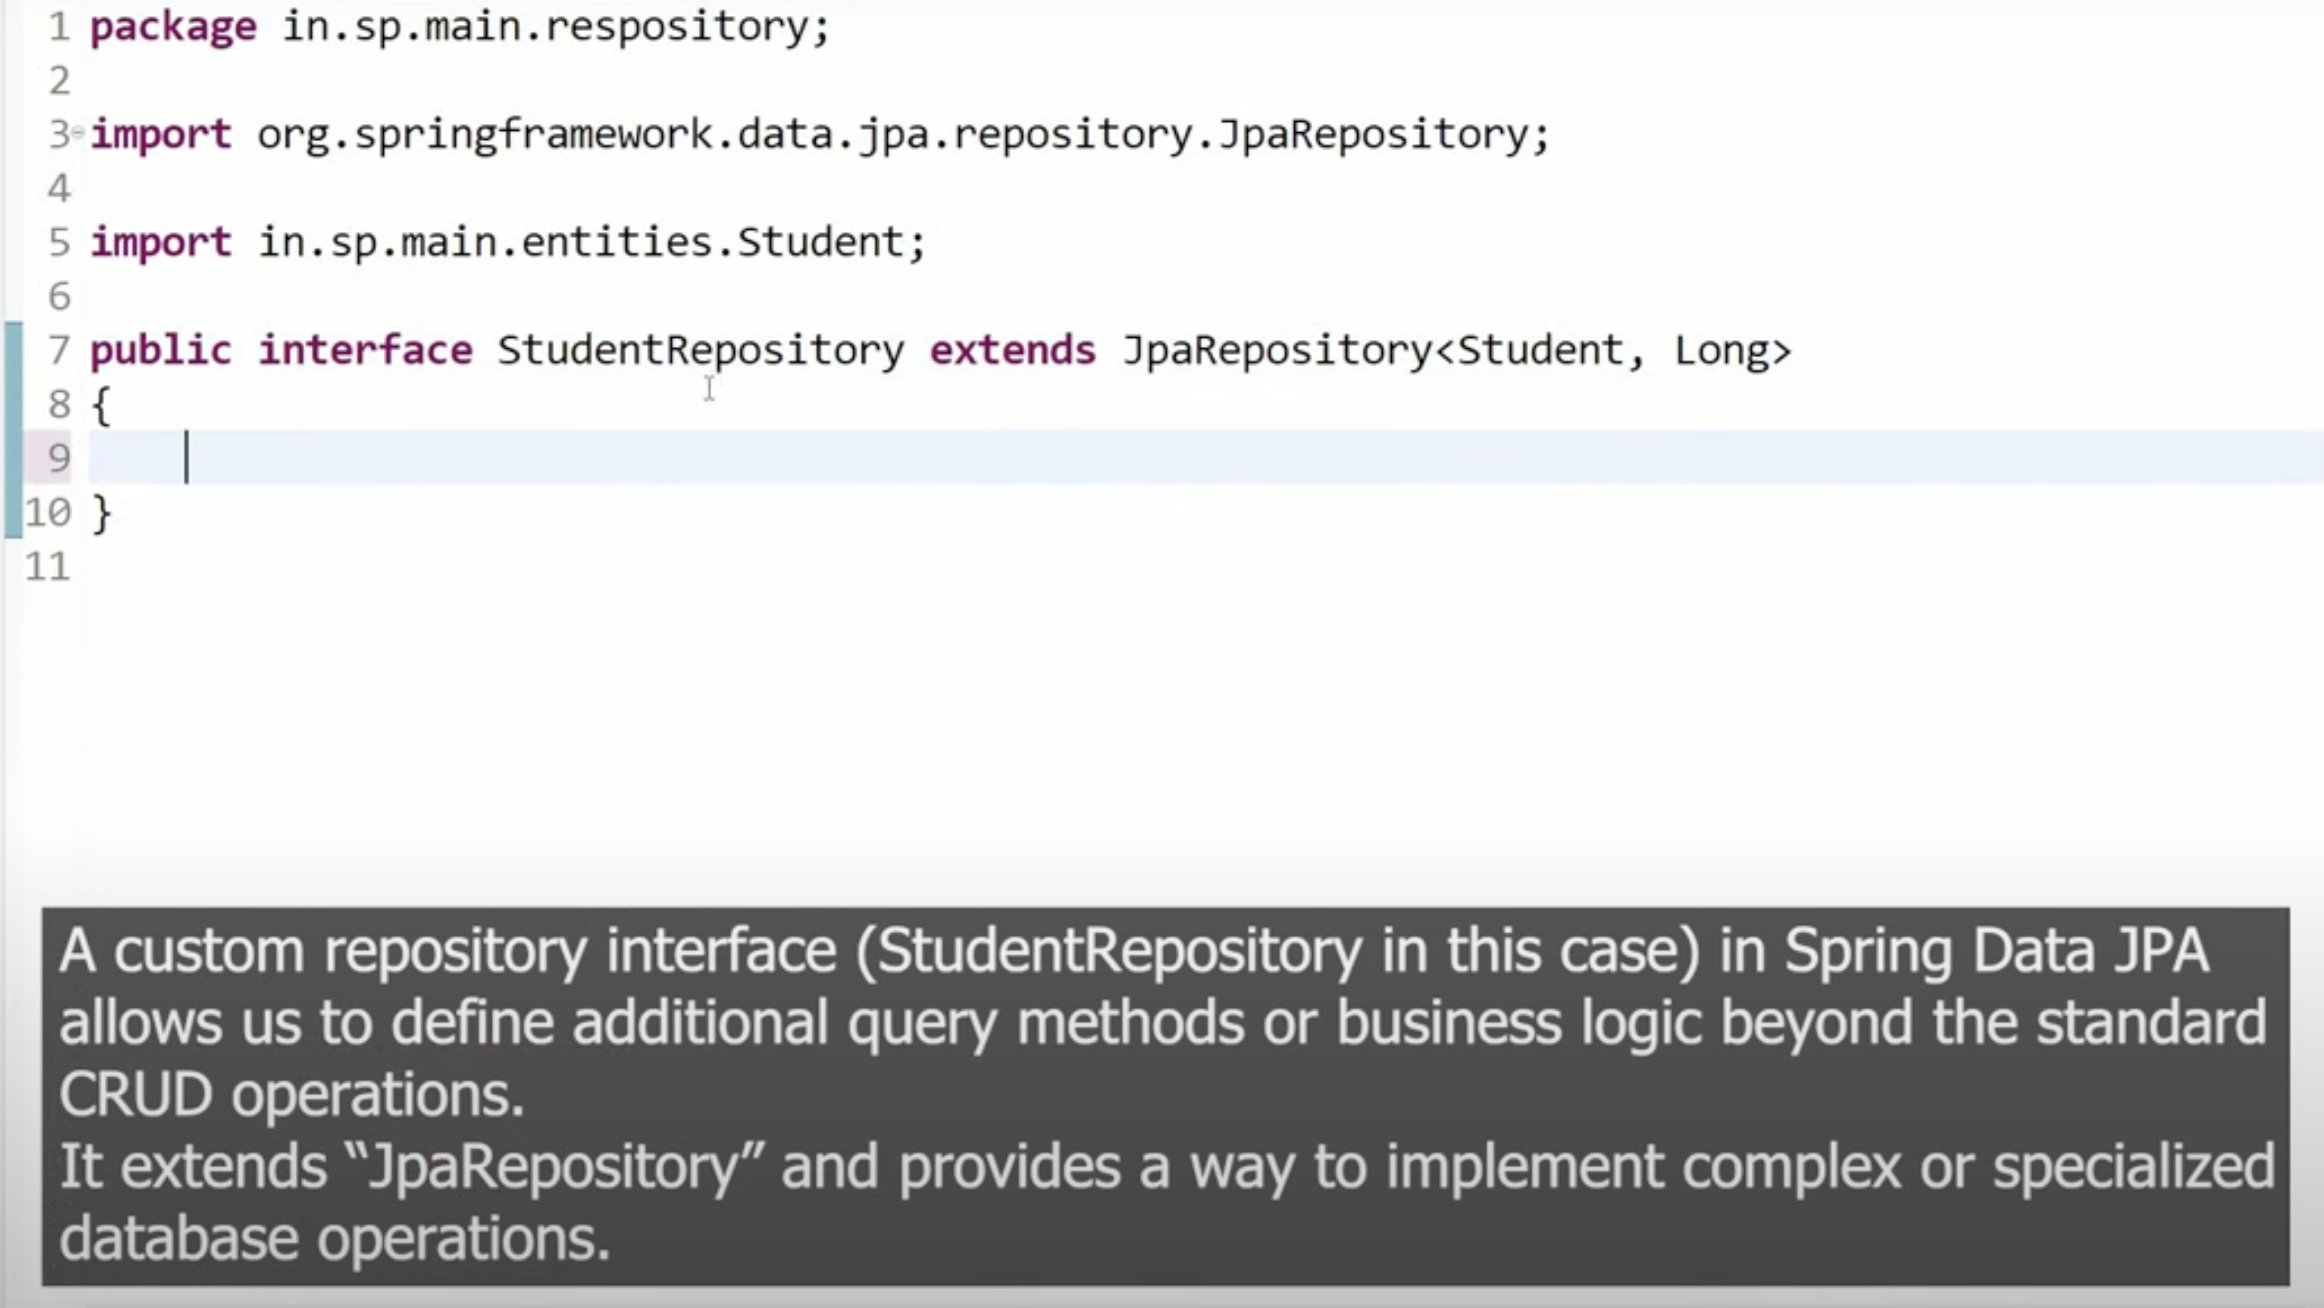 1 package in.sp.main.respository;
2
3 import org.springframework.data.jpa.repository.JpaRepository;
4
5 import in.sp.main.entities.Student;
6
7 public interface StudentRepository extends JpaRepository<Student, Long>
8 {
9
10 }
11
A custom repository interface (StudentRepository in this case) in Spring Data JPA
allows us to define additional query methods or business logic beyond the standard
CRUD operations.
It extends “JpaRepository” and provides a way to implement complex or specialized
database operations.